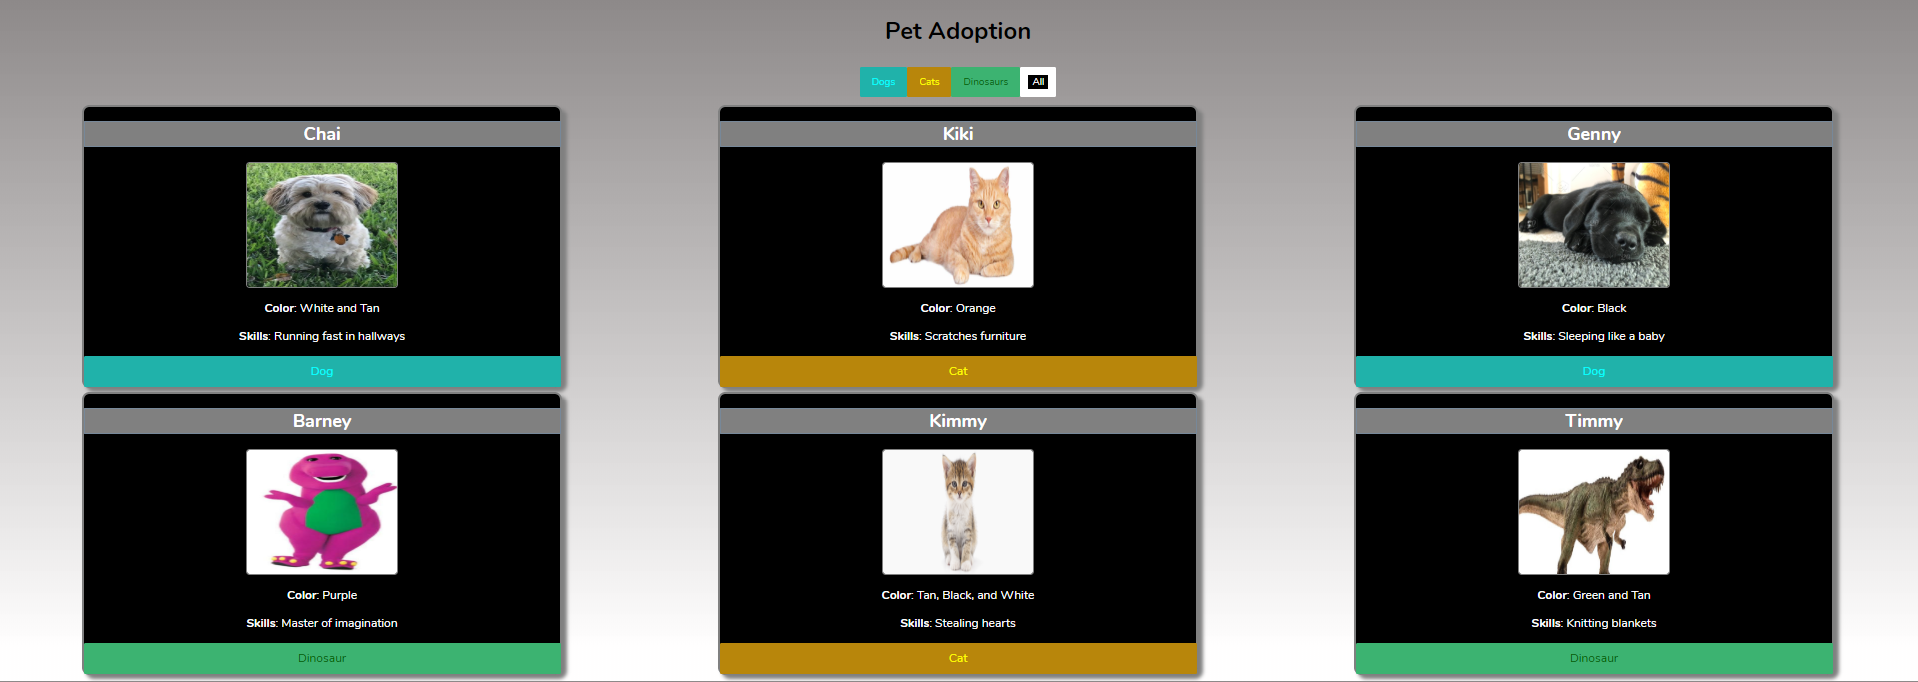 Pet Adoption
Dogs Cats Dinosaurs All
Chai
Color: White and Tan
Skills: Running fast in hallways
Dog
Kiki
Color: Orange
Skills: Scratches furniture
Cat
Genny
Color: Black
Skills: Sleeping like a baby
Dog
Barney
Color: Purple
Skills: Master of imagination
Dinosaur
Kimmy
Color: Tan, Black, and White
Skills: Stealing hearts
Cat
Timmy
Color: Green and Tan
Skills: Knitting blankets
Dinosaur